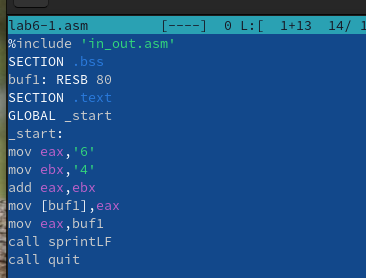 lab6-1.asm [----] 0 L:[ 1+13 14/ 1
%include 'in_out.asm'
SECTION .bss
buf1: RESB 80
SECTION .text
GLOBAL _start
_start:
mov eax,'6'
mov ebx,'4'
add eax,ebx
mov [buf1],eax
mov eax,buf1
call sprintLF
call quit